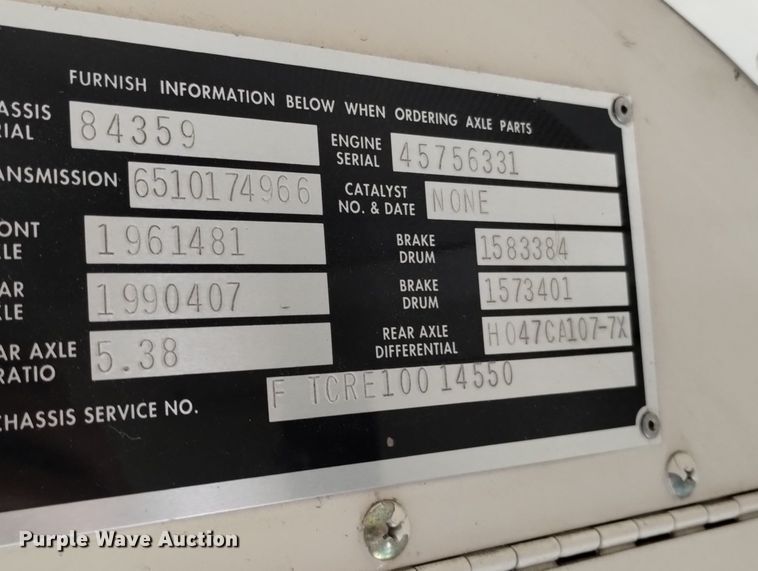 FURNISH INFORMATION BELOW WHEN ORDERING AXLE PARTS
ASSIS
IAL 84359
ENGINE
SERIAL 45756331
ANSMISSION 6510174966
CATALYST
NO. & DATE NONE
ONT
LE 1961481
BRAKE
DRUM 1583384
AR
LE 1990407
BRAKE
DRUM 1573401
AR AXLE
RATIO 5.38
REAR AXLE
DIFFERENTIAL H047CA107-7X
CHASSIS SERVICE NO. F TCRE100 14550
Purple Wave Auction